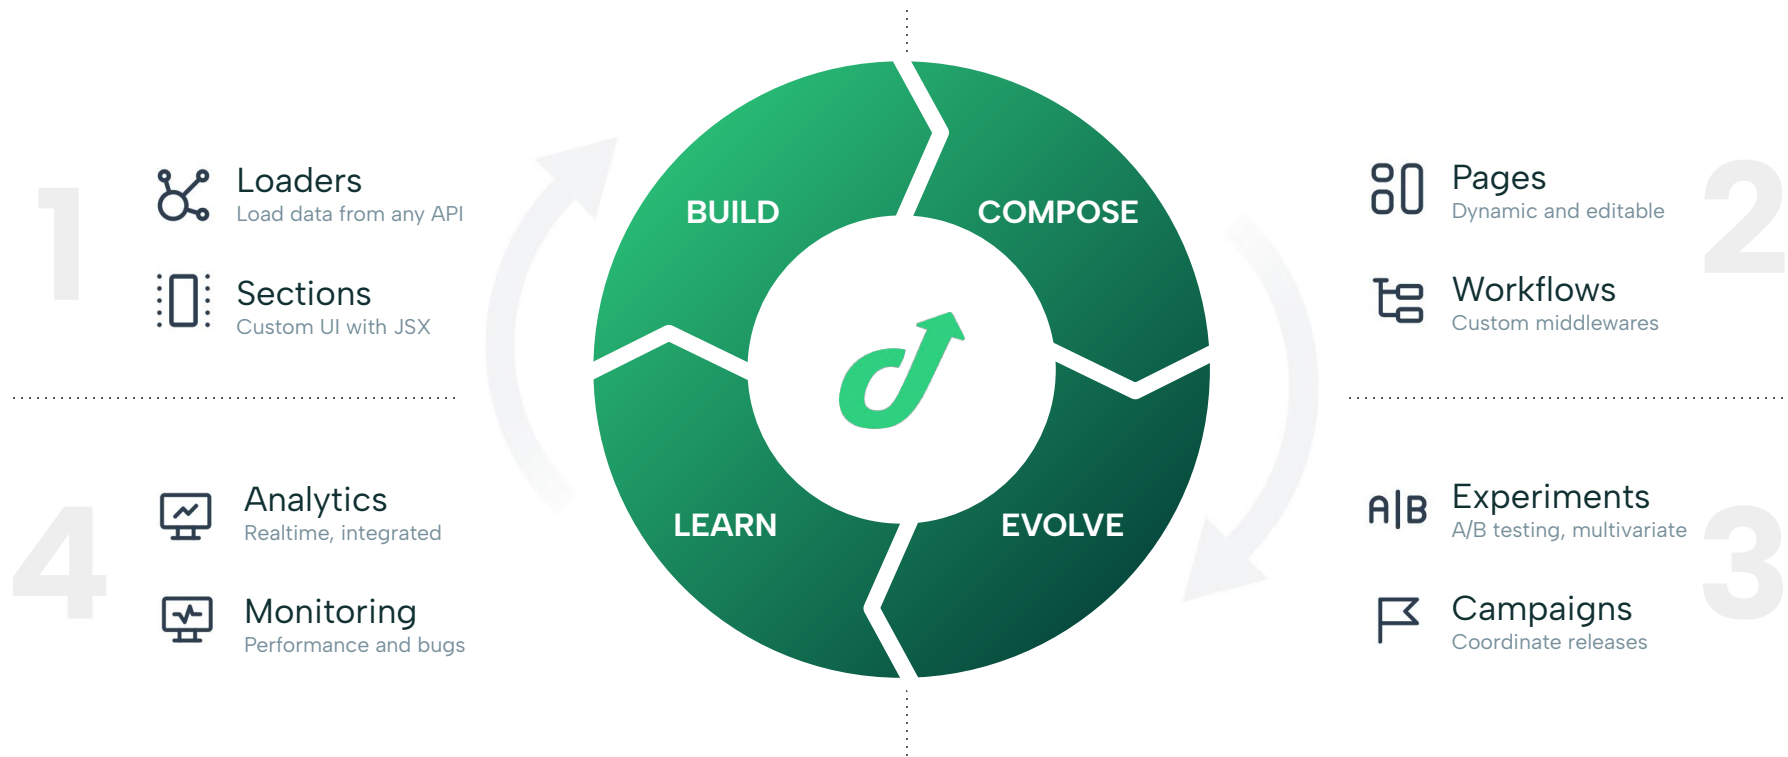 1
Loaders
Load data from any API
Sections
Custom UI with JSX
BUILD
COMPOSE
Pages
Dynamic and editable
Workflows
Custom middlewares
2
4
Analytics
Realtime, integrated
Monitoring
Performance and bugs
LEARN
EVOLVE
A|B
Experiments
A/B testing, multivariate
Campaigns
Coordinate releases
3